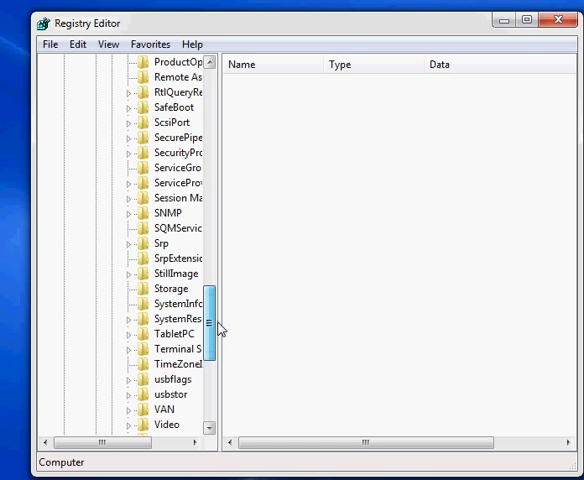 Registry Editor
File Edit View Favorites Help
Name Type Data
ProductOp
Remote As
RtlQueryRe
SafeBoot
ScsiPort
SecurePipe
SecurityPro
ServiceGro
ServiceProv
Session Ma
SNMP
SQMServic
Srp
SrpExtensio
StillImage
Storage
SystemInfo
SystemRes
TabletPC
Terminal S
TimeZoneI
usbflags
usbstor
VAN
Video
Computer